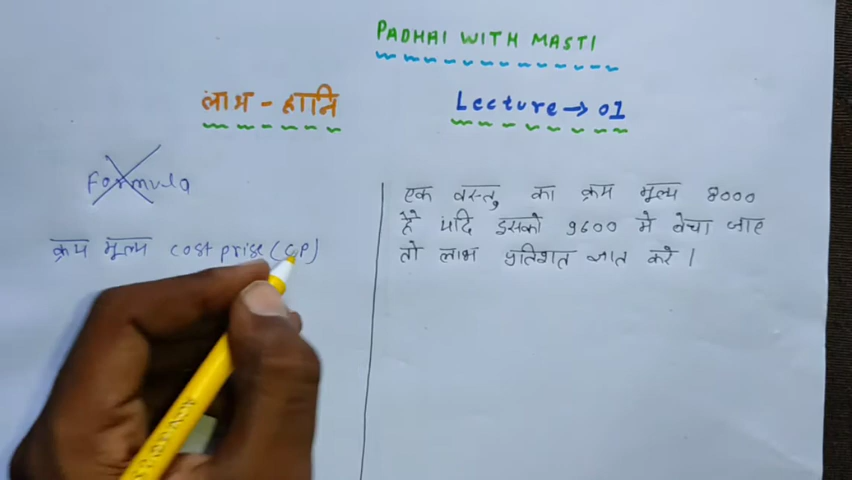 PADHAI WITH MASTI
लाभ - हानि
Lecture → 01
Formula
क्रय मूल्य cost prise (CP)
एक वस्तु का क्रय मूल्य 8000
है यदि इसको 9600 मे बेचा जाए
तो लाभ प्रतिशत ज्ञात करे ।